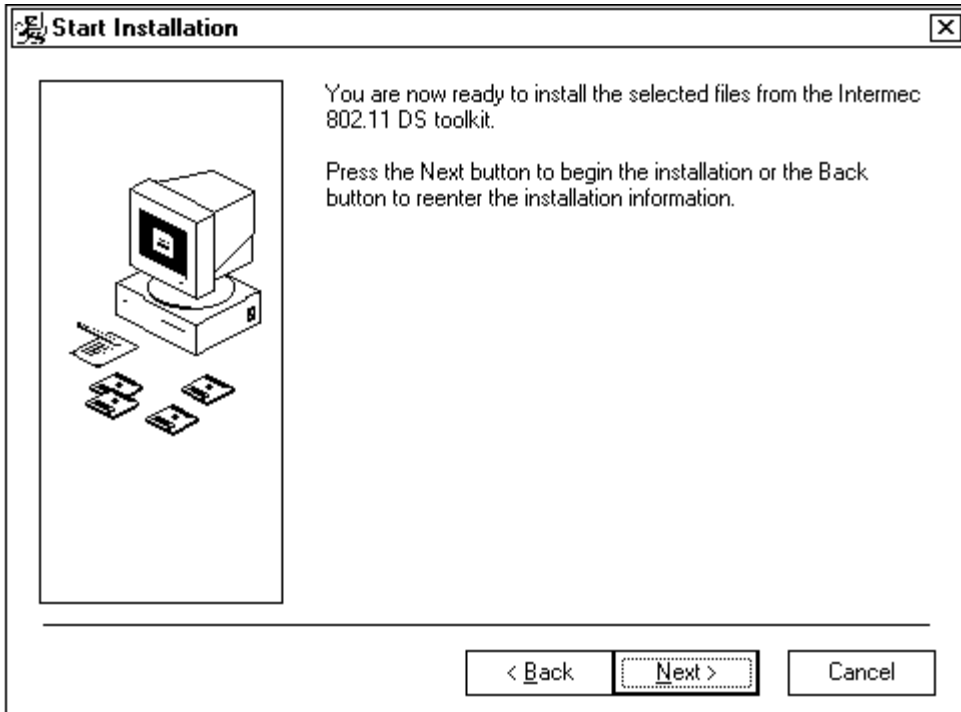 Start Installation
You are now ready to install the selected files from the Intermec
802.11 DS toolkit.
Press the Next button to begin the installation or the Back
button to reenter the installation information.
< Back
Next >
Cancel